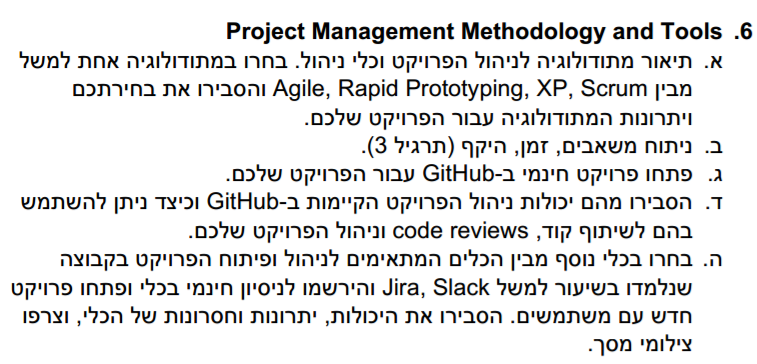 6. Project Management Methodology and Tools
א. תיאור מתודולוגיה לניהול הפרויקט וכלי ניהול. בחרו במתודולוגיה אחת למשל
מבין Agile, Rapid Prototyping, XP, Scrum והסבירו את בחירתכם
ויתרונות המתודולוגיה עבור הפרויקט שלכם.
ב. ניתוח משאבים, זמן, היקף (תרגיל 3).
ג. פתחו פרויקט חינמי ב-GitHub עבור הפרויקט שלכם.
ד. הסבירו מהם יכולות ניהול הפרויקט הקיימות ב-GitHub וכיצד ניתן להשתמש
בהם לשיתוף קוד, code reviews וניהול הפרויקט שלכם.
ה. בחרו בכלי נוסף מבין הכלים המתאימים לניהול ופיתוח הפרויקט בקבוצה
שנלמדו בשיעור למשל Jira, Slack והירשמו לניסיון חינמי בכלי ופתחו פרויקט
חדש עם משתמשים. הסבירו את היכולות, יתרונות וחסרונות של הכלי, וצרפו
צילומי מסך.